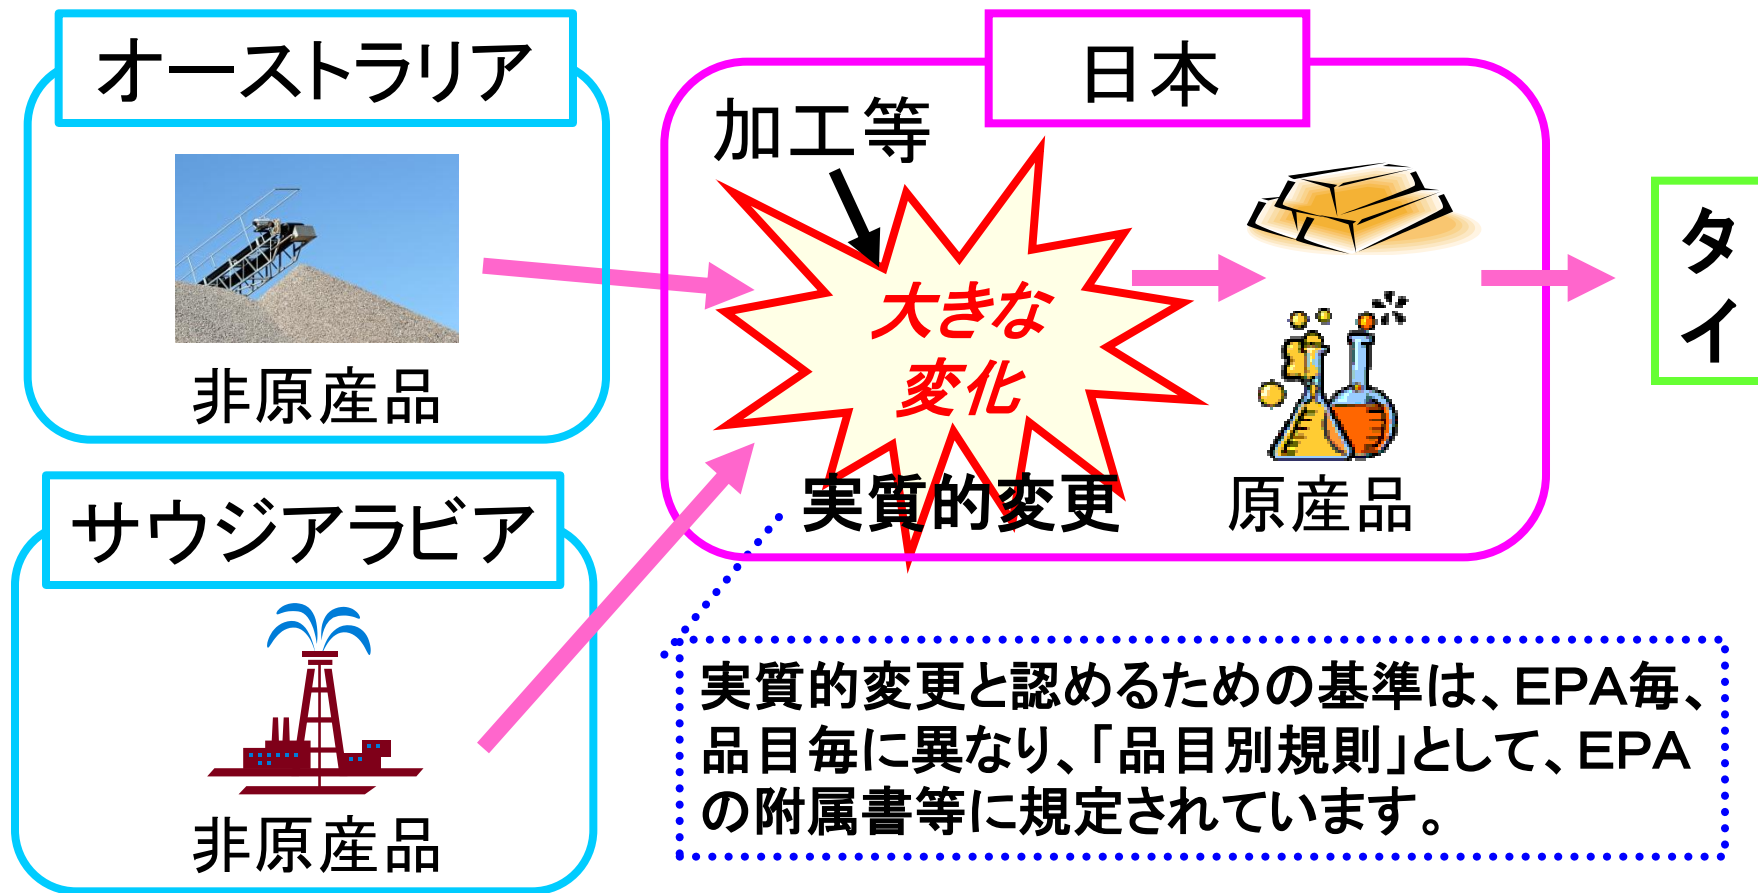 オーストラリア
非原産品
サウジアラビア
非原産品
日本
加工等
大きな
変化
実質的変更
原産品
タ
イ
実質的変更と認めるための基準は、EPA毎、
品目毎に異なり、「品目別規則」として、EPA
の附属書等に規定されています。